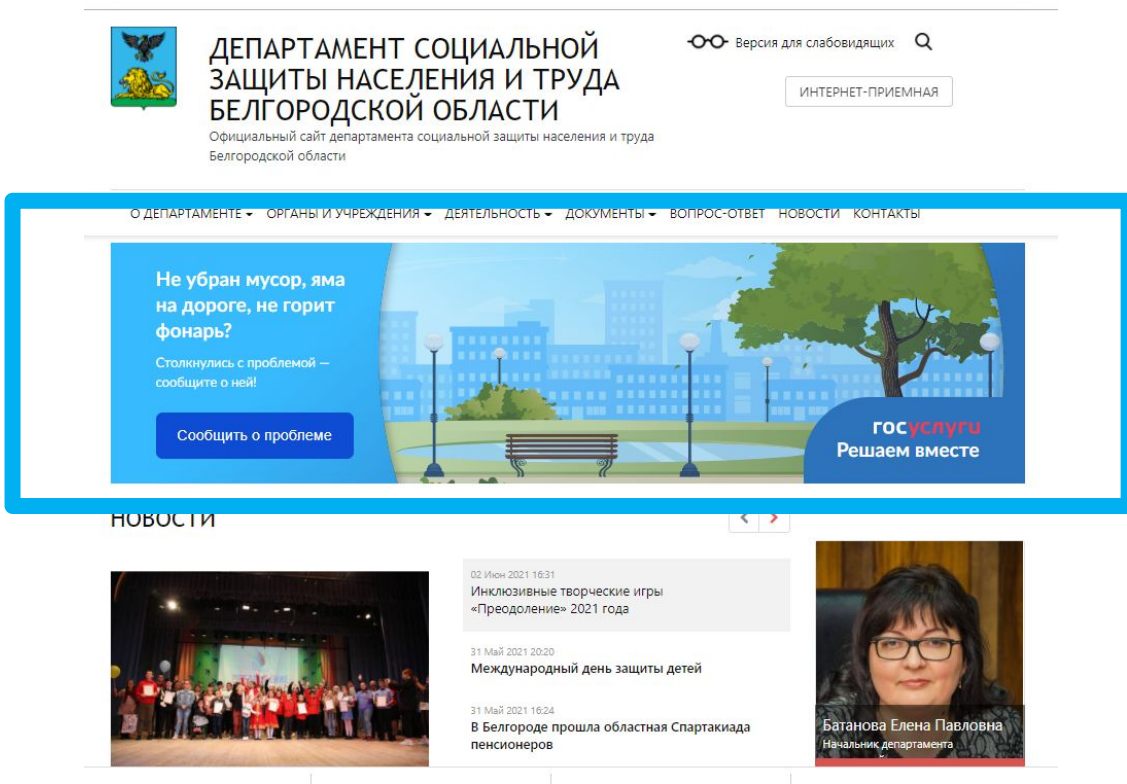 ДЕПАРТАМЕНТ СОЦИАЛЬНОЙ
ЗАЩИТЫ НАСЕЛЕНИЯ И ТРУДА
БЕЛГОРОДСКОЙ ОБЛАСТИ
Официальный сайт департамента социальной защиты населения и труда
Белгородской области
Версия для слабовидящих
ИНТЕРНЕТ-ПРИЕМНАЯ
О ДЕПАРТАМЕНТЕ ОРГАНЫ И УЧРЕЖДЕНИЯ ДЕЯТЕЛЬНОСТЬ ДОКУМЕНТЫ ВОПРОС-ОТВЕТ НОВОСТИ КОНТАКТЫ
Не убран мусор, яма
на дороге, не горит
фонарь?
Столкнулись с проблемой —
сообщите о ней!
Сообщить о проблеме
госуслуги
Решаем вместе
НОВОСТИ
02 Июн 2021 16:31
Инклюзивные творческие игры
«Преодоление» 2021 года
31 Май 2021 20:20
Международный день защиты детей
31 Май 2021 16:24
В Белгороде прошла областная Спартакиада
пенсионеров
Батанова Елена Павловна
Начальник департамента